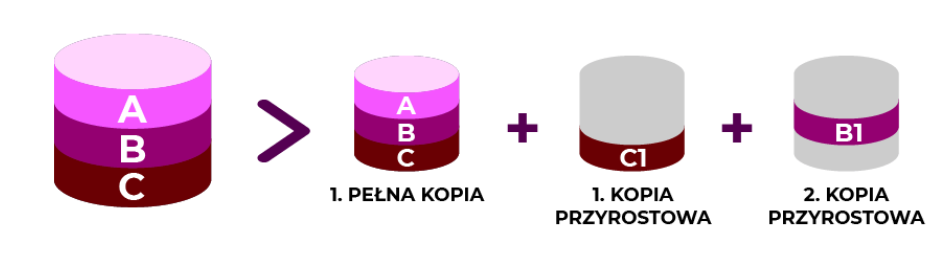 A
B
C
A
B
C
1. PEŁNA KOPIA
+
C1
1. KOPIA
PRZYROSTOWA
+
B1
2. KOPIA
PRZYROSTOWA